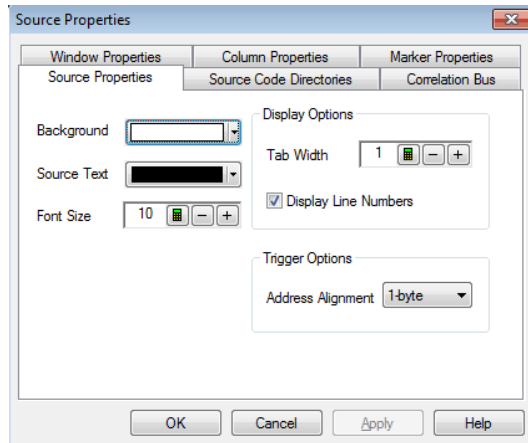 Source Properties
Window Properties Column Properties Marker Properties
Source Properties Source Code Directories Correlation Bus
Background
Source Text
Font Size 10
Display Options
Tab Width 1
Display Line Numbers
Trigger Options
Address Alignment 1-byte
OK Cancel Apply Help